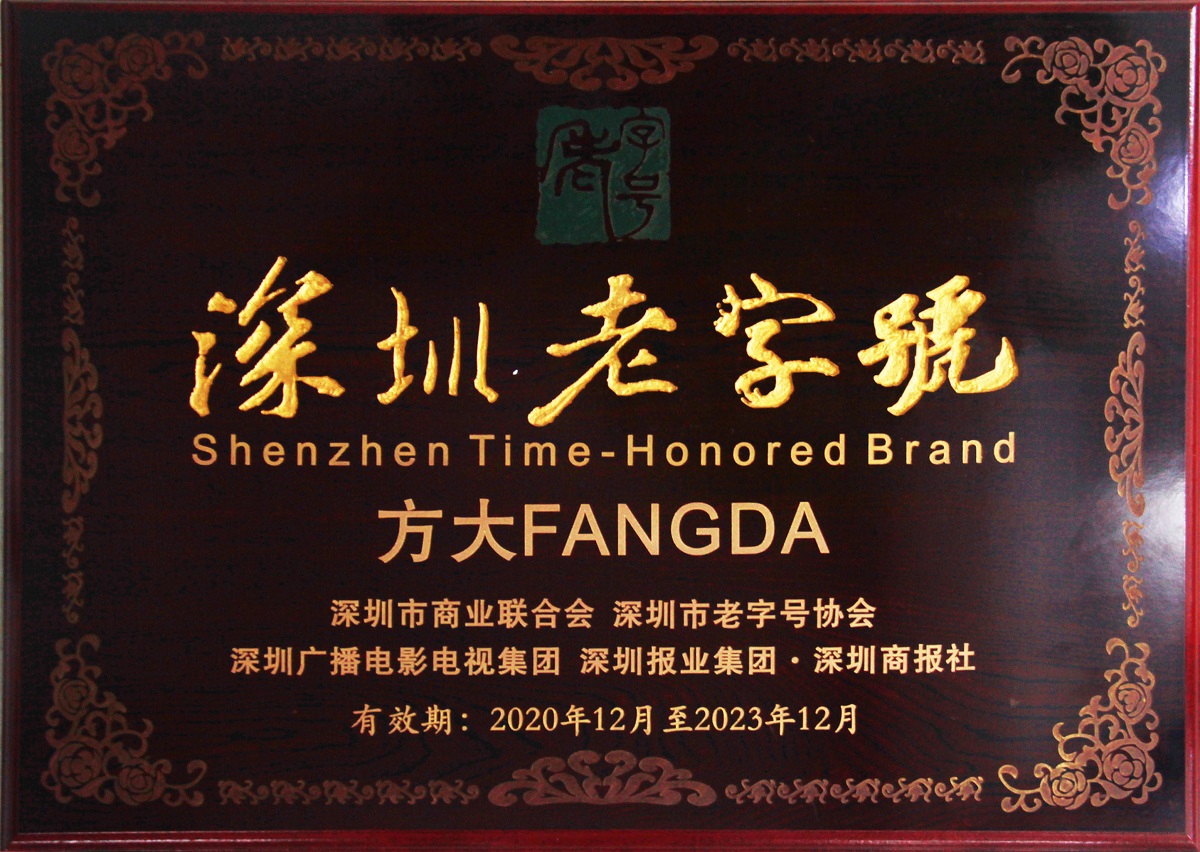 老字号
深圳老字號
Shenzhen Time-Honored Brand
方大FANGDA
深圳市商业联合会 深圳市老字号协会
深圳广播电影电视集团 深圳报业集团·深圳商报社
有效期：2020年12月至2023年12月